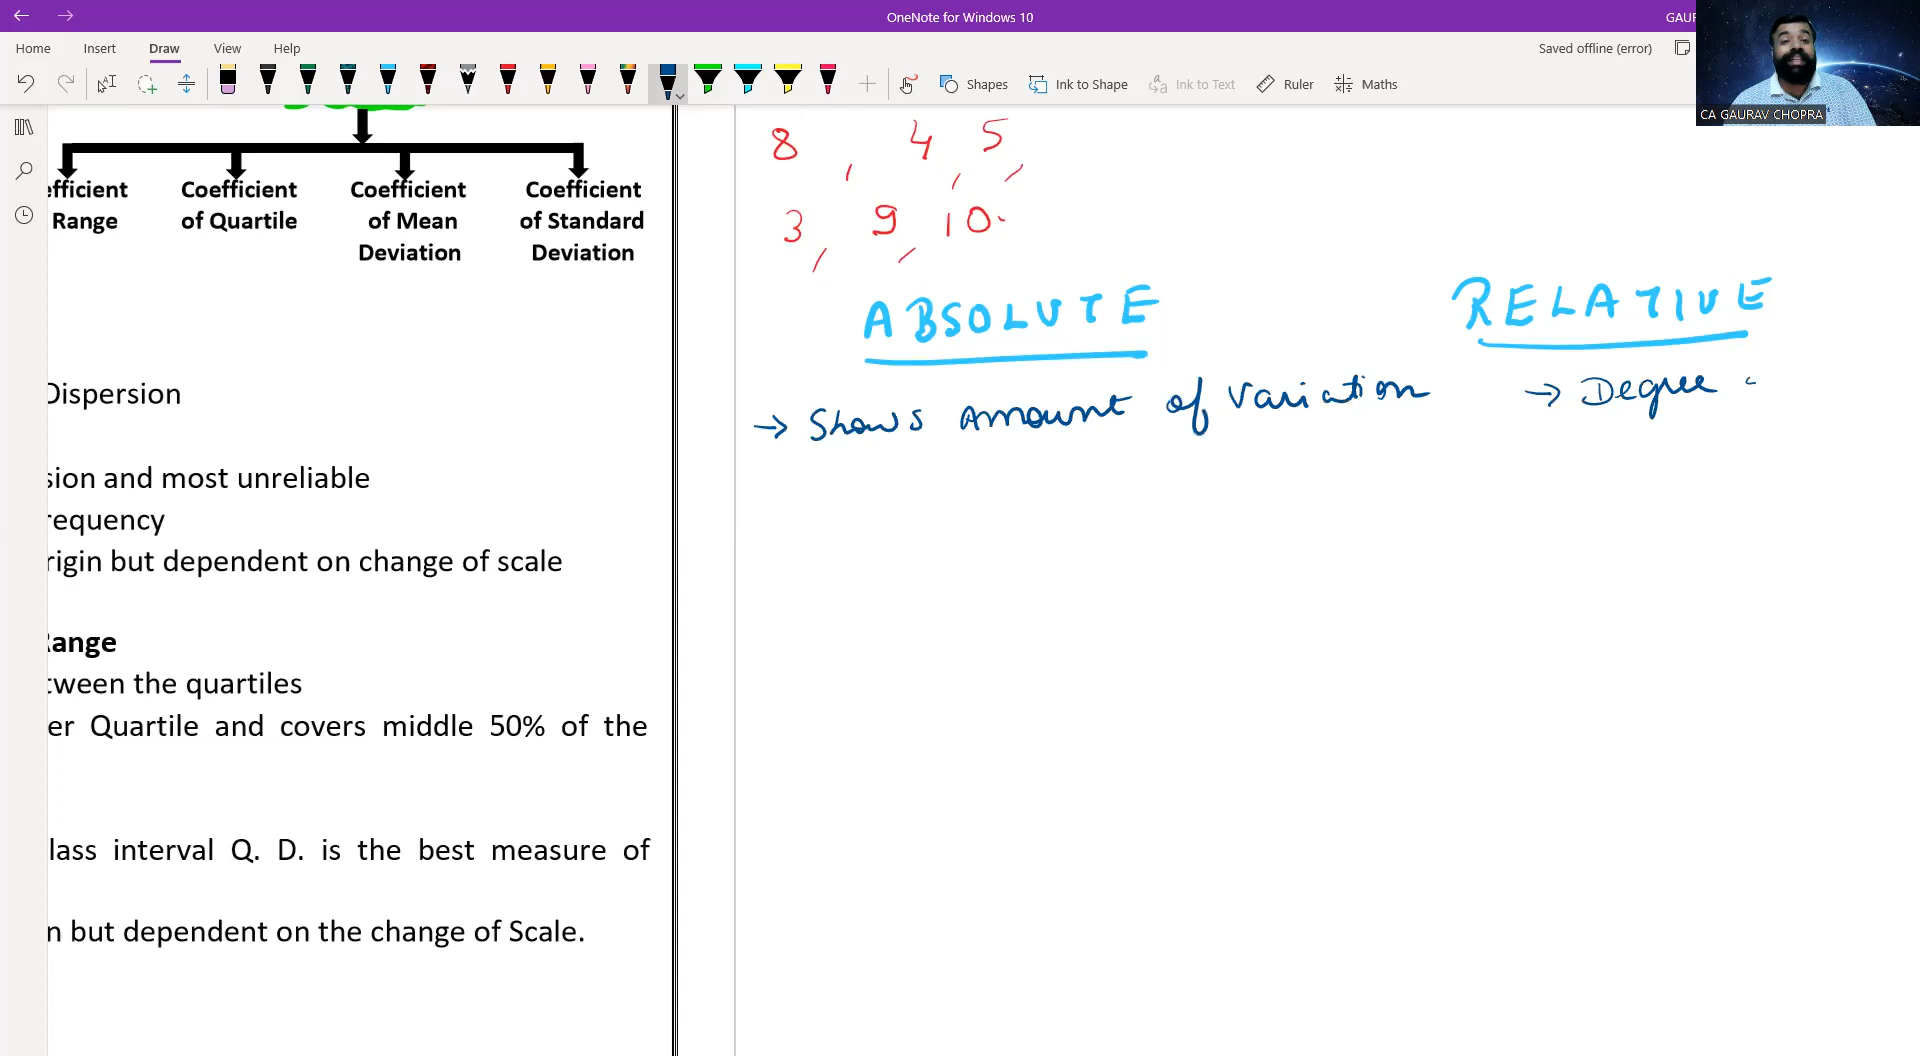 OneNote for Windows 10
GAUR
Home Insert Draw View Help
Saved offline (error)
Shapes Ink to Shape Ink to Text Ruler Maths
CA GAURAV CHOPRA
efficient
Range
Coefficient
of Quartile
Coefficient
of Mean
Deviation
Coefficient
of Standard
Deviation
Dispersion
sion and most unreliable
requency
rigin but dependent on change of scale
Range
tween the quartiles
er Quartile and covers middle 50% of the
lass interval Q. D. is the best measure of
n but dependent on the change of Scale.
8, 4, 5,
3, 9, 10.
ABSOLUTE
→ Shows Amount of Variation
RELATIVE
→ Degree